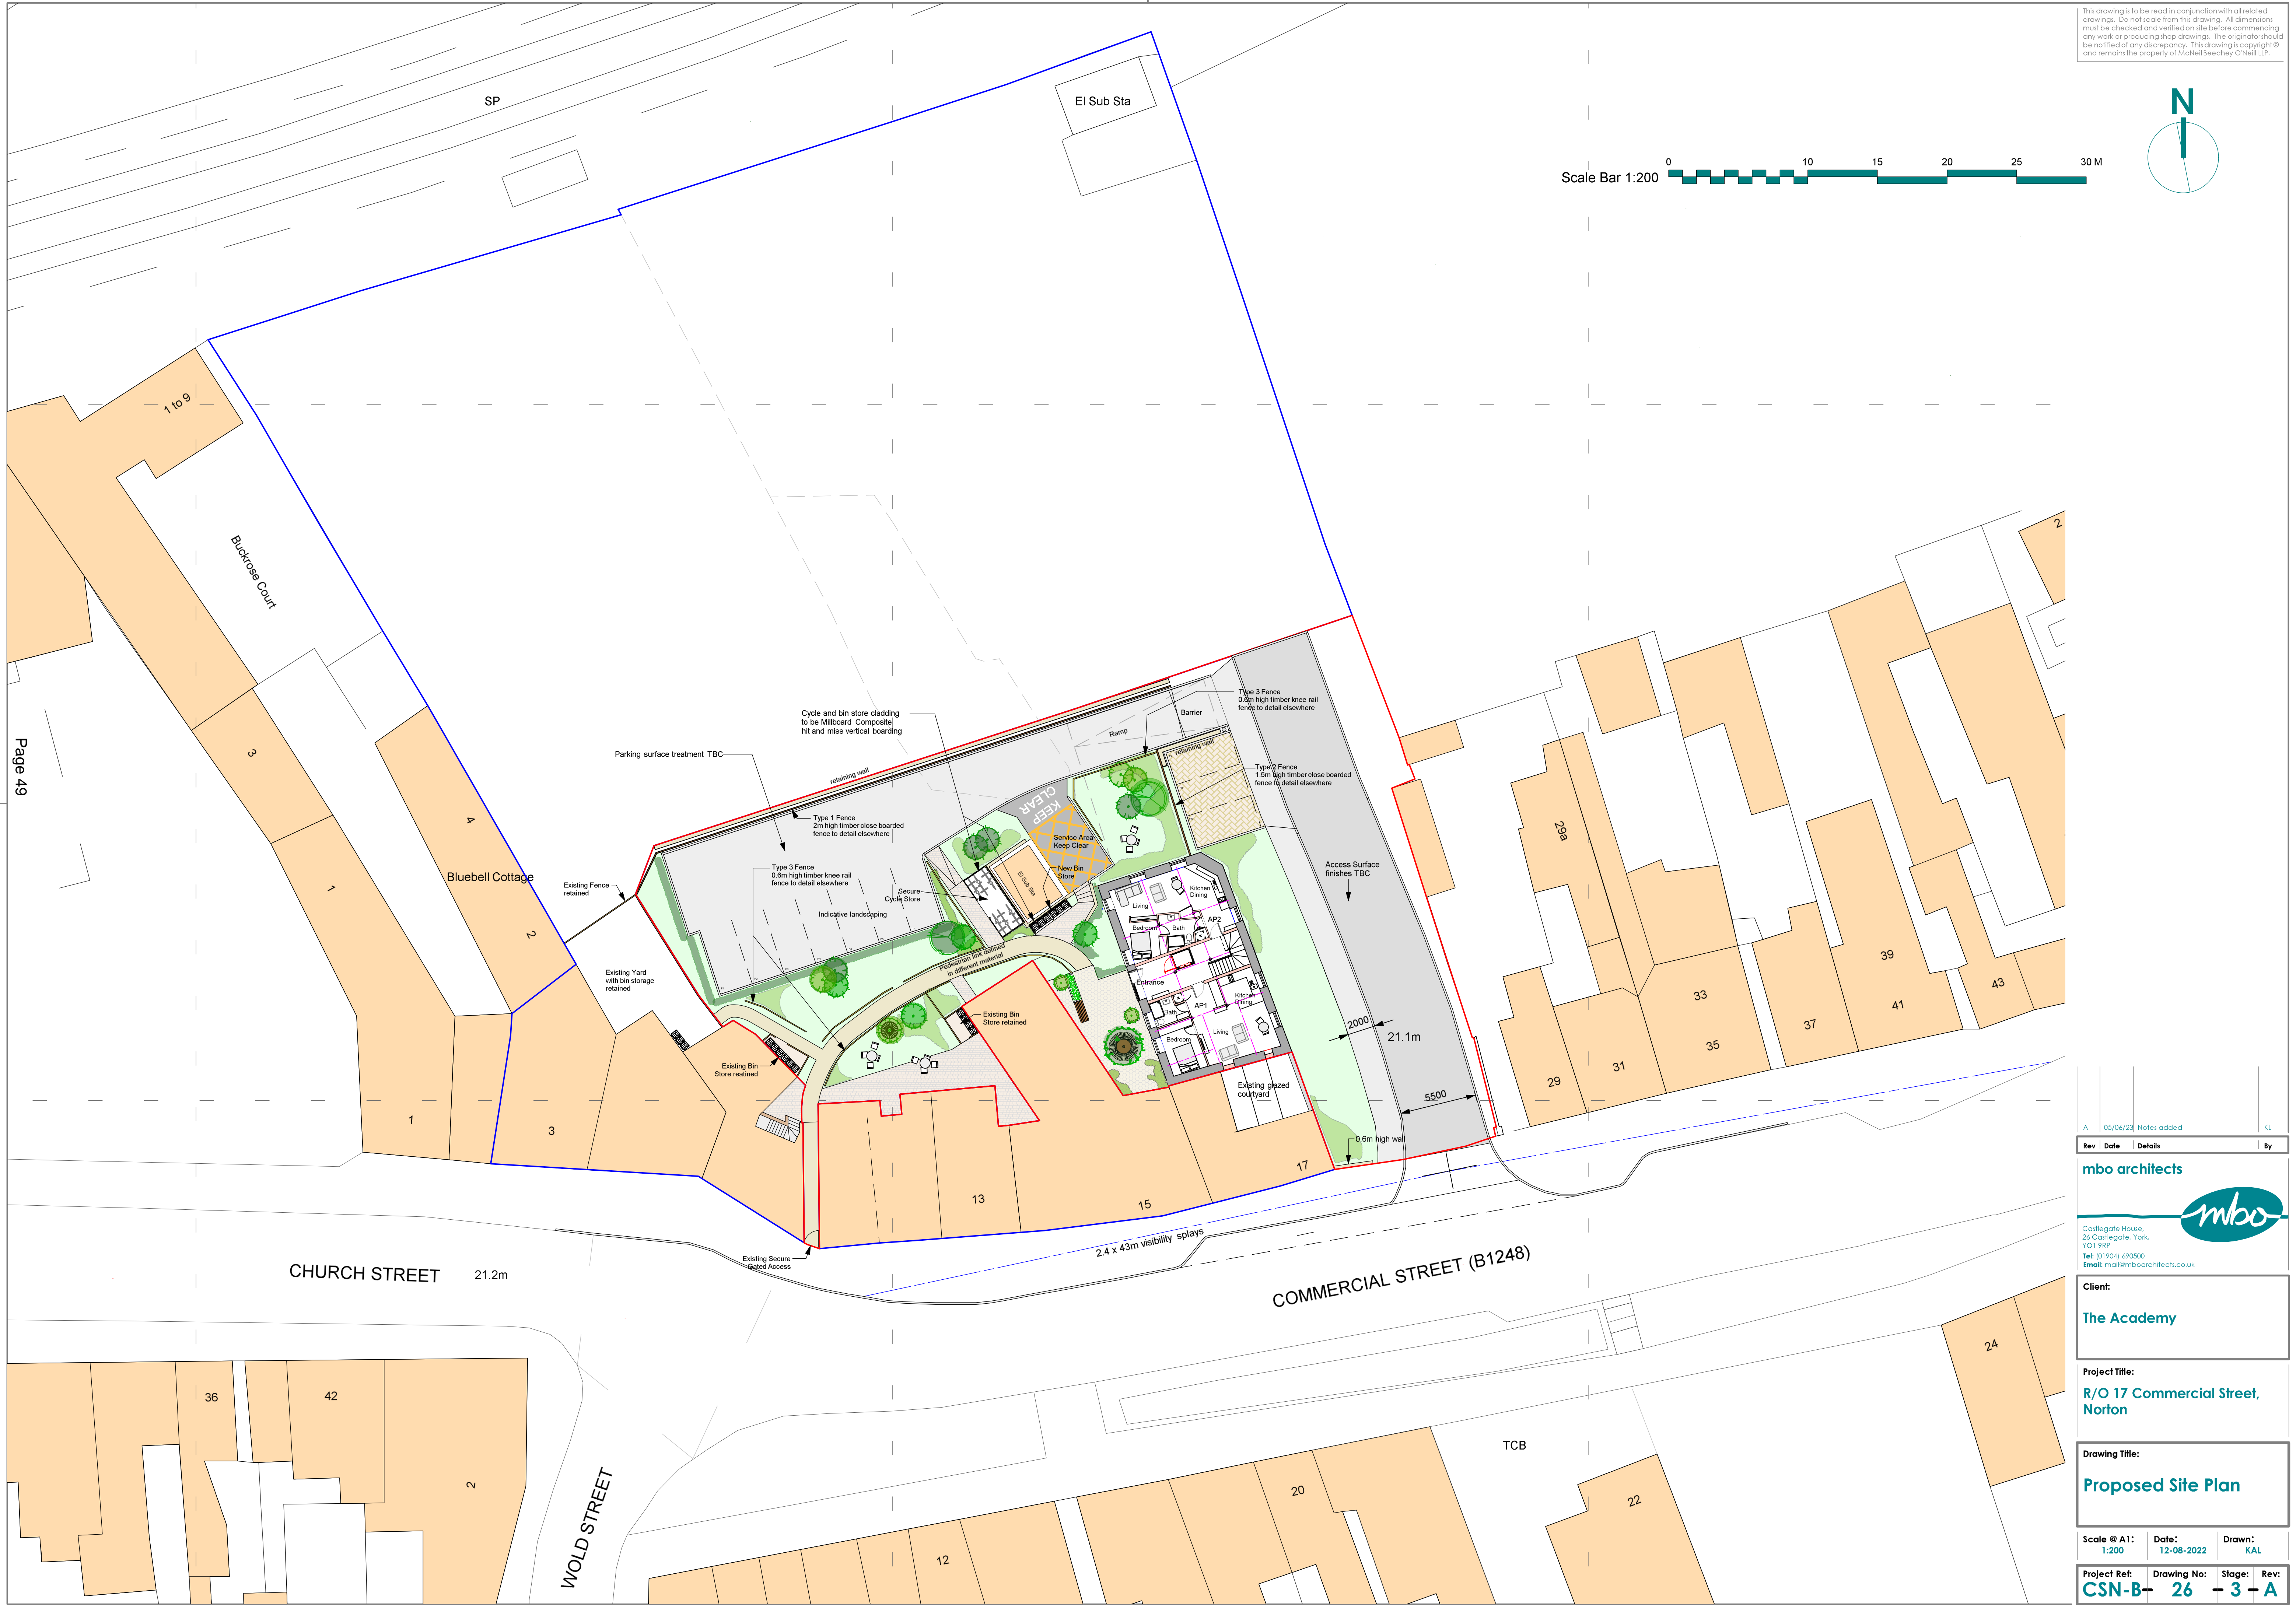 This drawing is to be read in conjunction with all related
drawings. Do not scale from this drawing. All dimensions
must be checked and verified on site before commencing
any work or producing shop drawings. The originator should
be notified of any discrepancy. This drawing is copyright ©
and remains the property of McNeil Beechey O'Neill LLP.
N
Scale Bar 1:200
0 10 15 20 25 30 M
SP
El Sub Sta
1 to 9
Buckrose Court
Page 49
3
1
4
Bluebell Cottage
2
1
3
Existing Fence
retained
Existing Yard
with bin storage
retained
Parking surface treatment TBC
Cycle and bin store cladding
to be Millboard Composite
hit and miss vertical boarding
retaining wall
Type 1 Fence
2m high timber close boarded
fence to detail elsewhere
Type 3 Fence
0.6m high timber knee rail
fence to detail elsewhere
Indicative landscaping
Secure
Cycle Store
El Sub Sta
KEEP
CLEAR
Service Area
Keep Clear
New Bin
Store
Ramp
Barrier
Type 3 Fence
0.6m high timber knee rail
fence to detail elsewhere
retaining wall
Type 2 Fence
1.5m high timber close boarded
fence to detail elsewhere
Access Surface
finishes TBC
Pedestrian link defined
in different material
Existing Bin
Store retained
Existing Bin
Store reatined
Living
Kitchen
Dining
Bedroom
Bath
AP2
Entrance
Bath
AP1
Kitchen
Dining
Living
Bedroom
Existing glazed
courtyard
2000
21.1m
5500
0.6m high wall
13
15
17
Existing Secure
Gated Access
2.4 x 43m visibility splays
CHURCH STREET
21.2m
COMMERCIAL STREET (B1248)
WOLD STREET
36
42
2
12
20
TCB
22
24
29a
29
31
33
35
37
39
41
43
2
A 05/06/23 Notes added KL
Rev Date Details By
mbo architects
mbo
Castlegate House,
26 Castlegate, York.
YO1 9RP
Tel: (01904) 690500
Email: mail@mboarchitects.co.uk
Client:
The Academy
Project Title:
R/O 17 Commercial Street,
Norton
Drawing Title:
Proposed Site Plan
Scale @ A1: Date: Drawn:
1:200 12-08-2022 KAL
Project Ref: Drawing No: Stage: Rev:
CSN-B- 26 - 3 - A